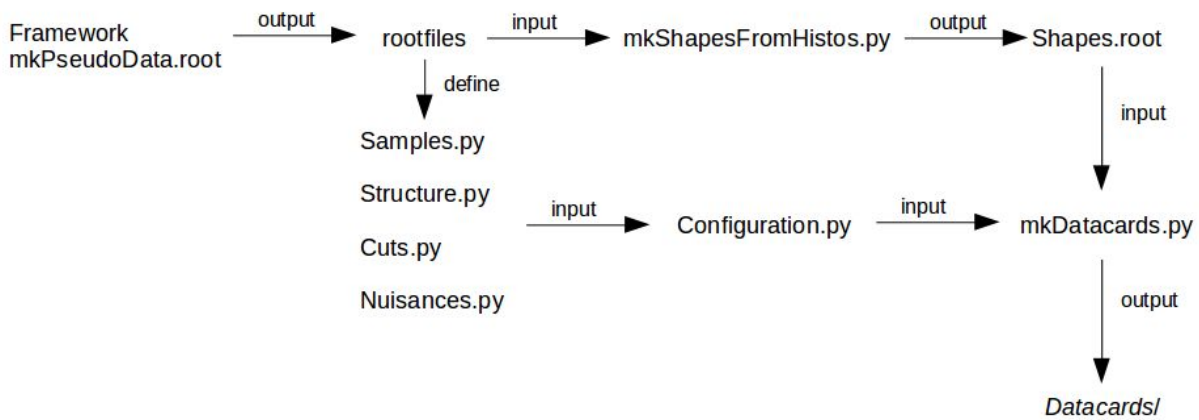 Framework
mkPseudoData.root
output
rootfiles
input
mkShapesFromHistos.py
output
Shapes.root
define
input
Samples.py
Structure.py
input
Configuration.py
input
mkDatacards.py
Cuts.py
Nuisances.py
output
Datacards/